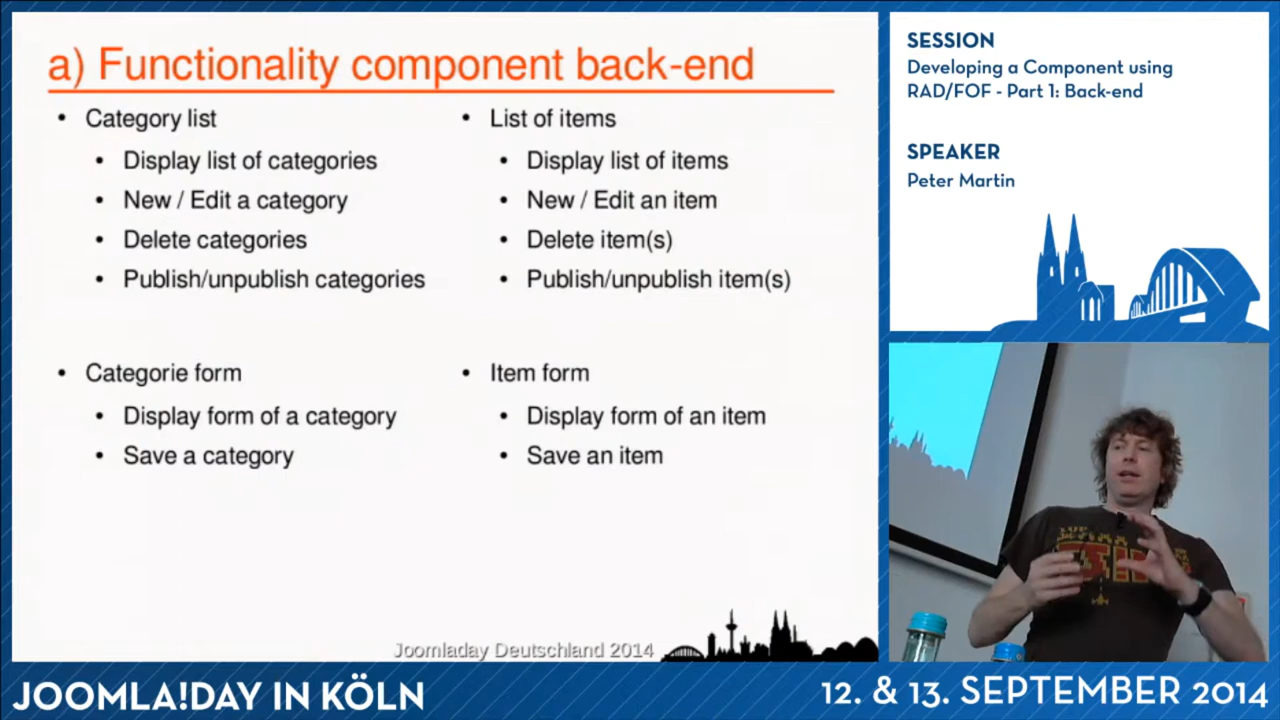 a) Functionality component back-end
• Category list
• Display list of categories
• New / Edit a category
• Delete categories
• Publish/unpublish categories
• Categorie form
• Display form of a category
• Save a category
• List of items
• Display list of items
• New / Edit an item
• Delete item(s)
• Publish/unpublish item(s)
• Item form
• Display form of an item
• Save an item
Joomladay Deutschland 2014
SESSION
Developing a Component using
RAD/FOF - Part 1: Back-end
SPEAKER
Peter Martin
JOOMLA!DAY IN KÖLN
12. & 13. SEPTEMBER 2014